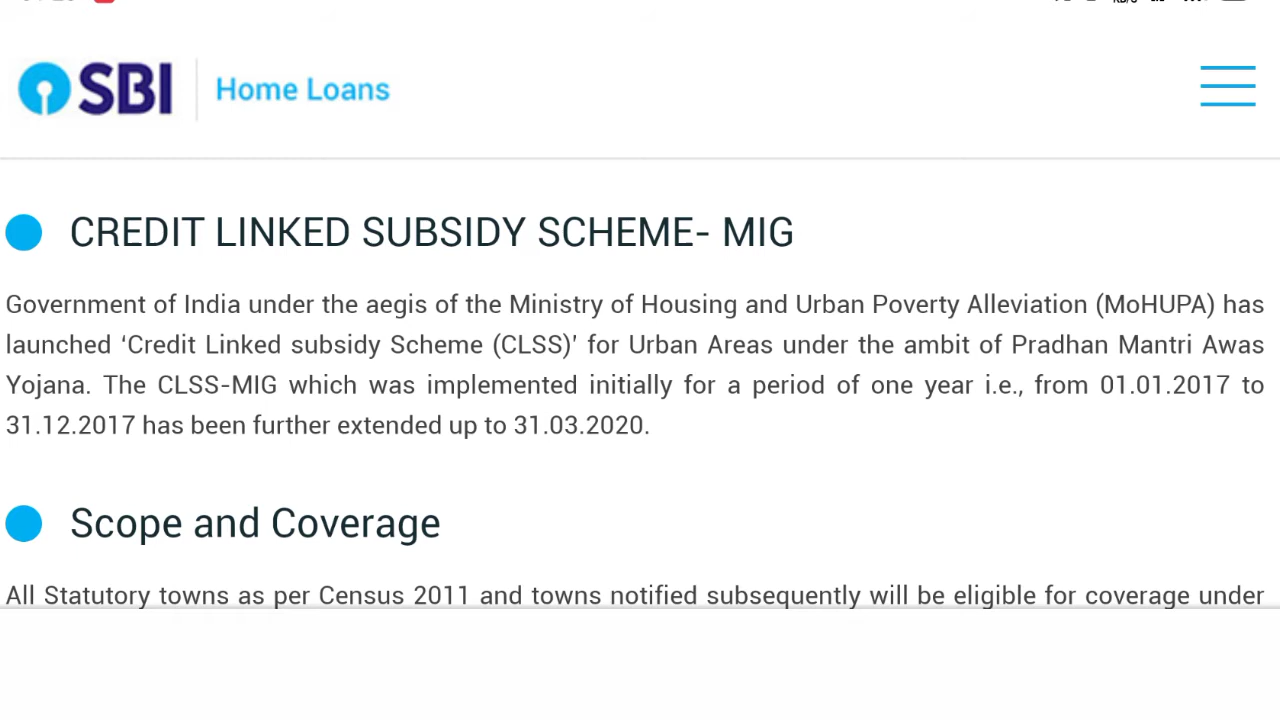 SBI Home Loans
CREDIT LINKED SUBSIDY SCHEME- MIG
Government of India under the aegis of the Ministry of Housing and Urban Poverty Alleviation (MoHUPA) has
launched ‘Credit Linked subsidy Scheme (CLSS)’ for Urban Areas under the ambit of Pradhan Mantri Awas
Yojana. The CLSS-MIG which was implemented initially for a period of one year i.e., from 01.01.2017 to
31.12.2017 has been further extended up to 31.03.2020.
Scope and Coverage
All Statutory towns as per Census 2011 and towns notified subsequently will be eligible for coverage under